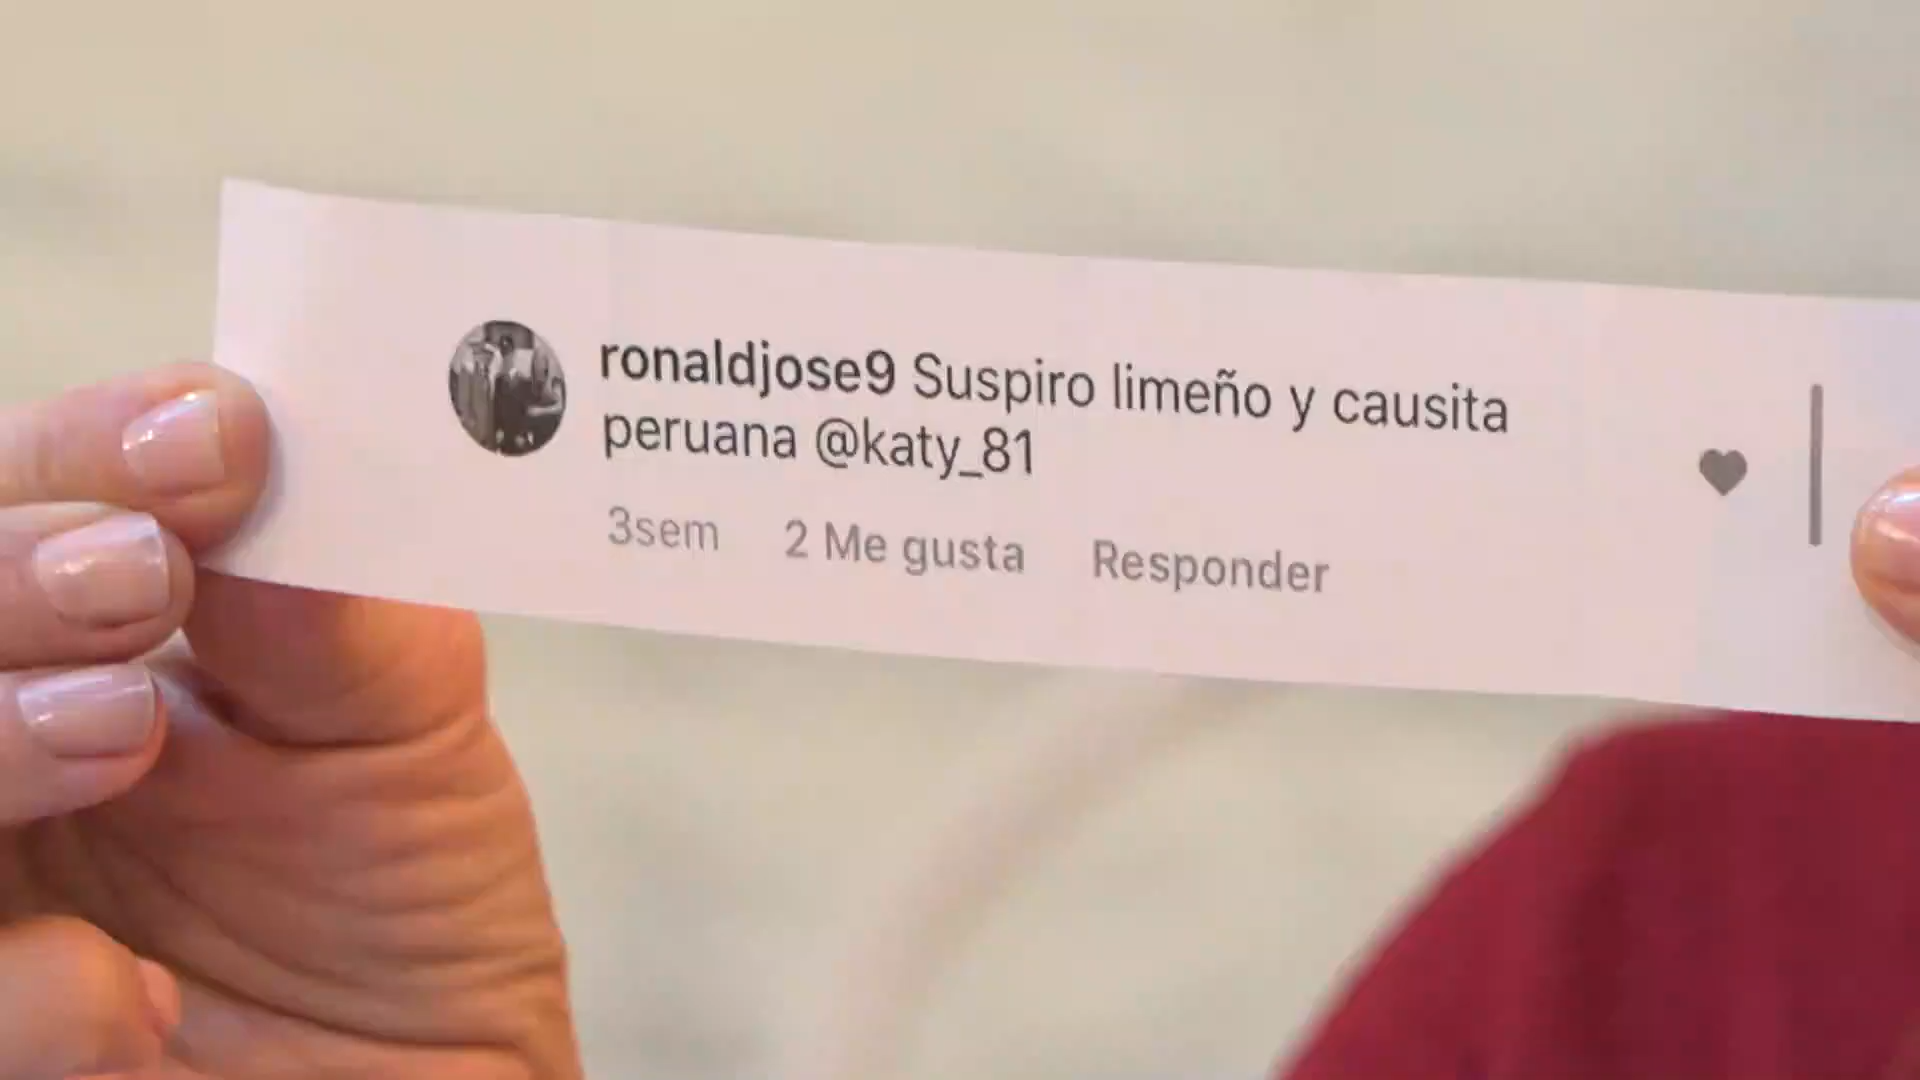 ronaldjose9 Suspiro limeño y causita
peruana @katy_81
3sem 2 Me gusta Responder